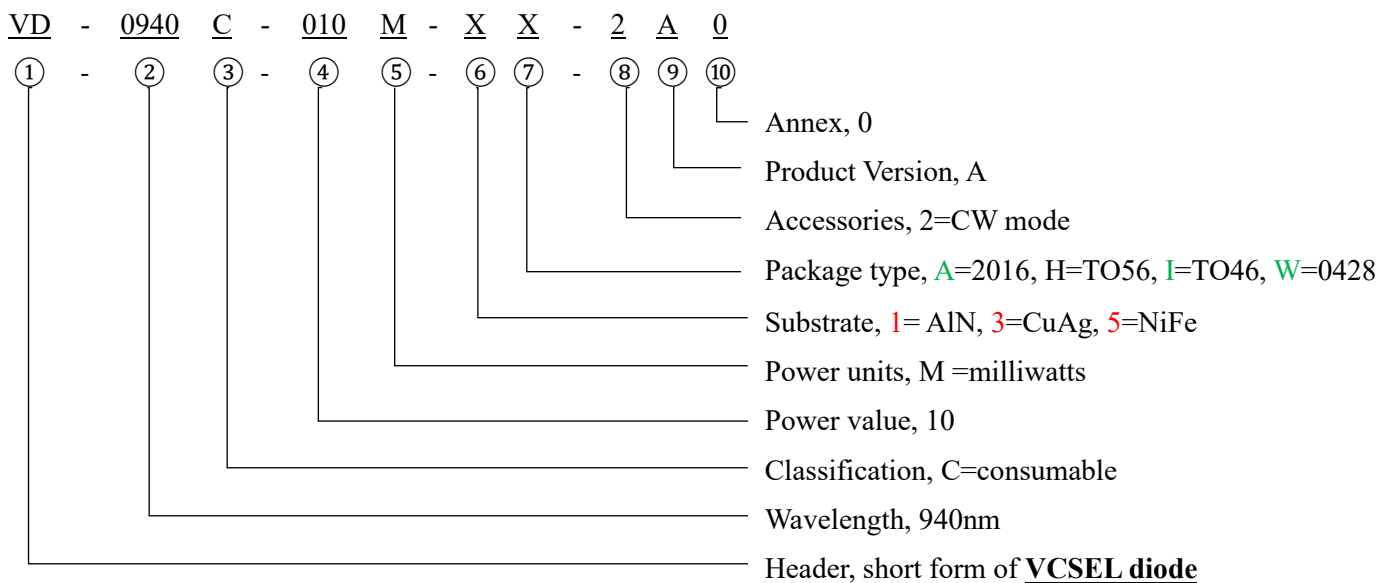 VD - 0940 C - 010 M - X X - 2 A 0
① - ② ③ - ④ ⑤ - ⑥ ⑦ - ⑧ ⑨ ⑩
Annex, 0
Product Version, A
Accessories, 2=CW mode
Package type, A=2016, H=TO56, I=TO46, W=0428
Substrate, 1= AlN, 3=CuAg, 5=NiFe
Power units, M =milliwatts
Power value, 10
Classification, C=consumable
Wavelength, 940nm
Header, short form of VCSEL diode